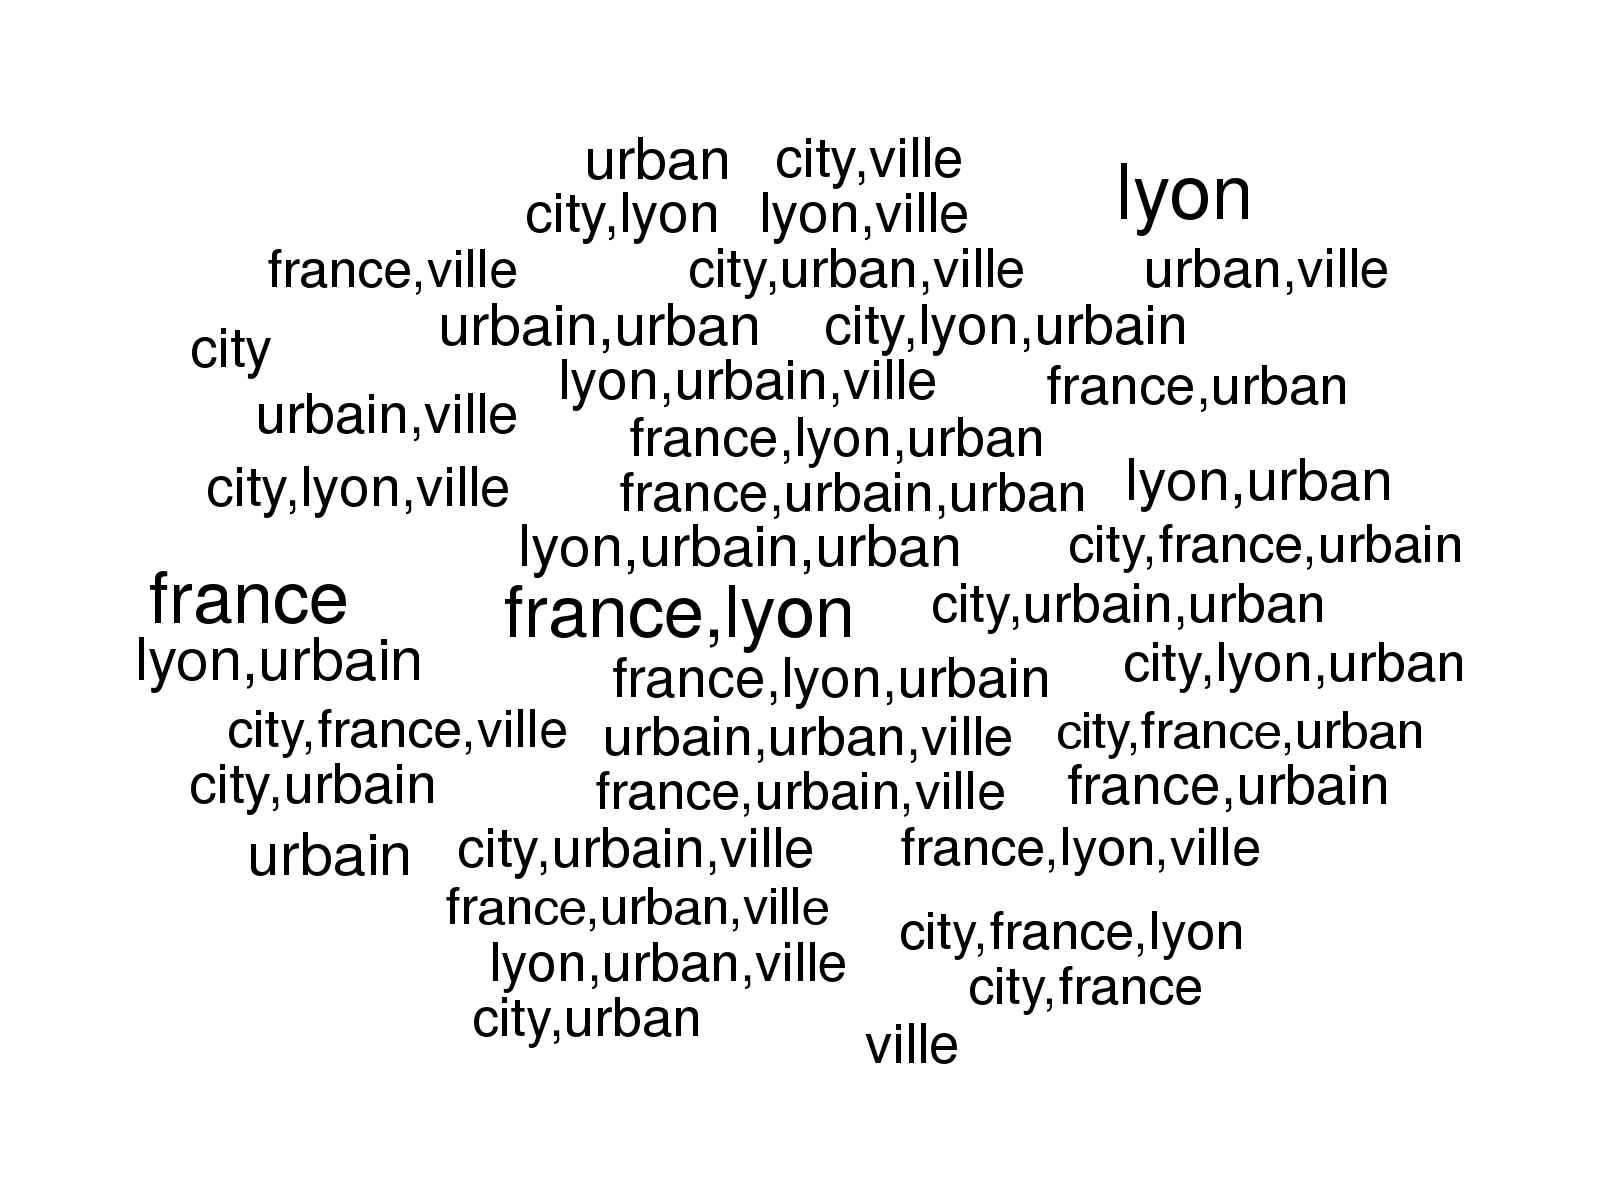 urban city,ville
lyon
city,lyon lyon,ville
france,ville city,urban,ville urban,ville
urbain,urban city,lyon,urbain
city
lyon,urbain,ville france,urban
urbain,ville
france,lyon,urban
city,lyon,ville france,urbain,urban lyon,urban
lyon,urbain,urban city,france,urbain
france france,lyon city,urbain,urban
lyon,urbain france,lyon,urbain city,lyon,urban
city,france,ville urbain,urban,ville city,france,urban
city,urbain france,urbain,ville france,urbain
urbain city,urbain,ville france,lyon,ville
france,urban,ville
city,france,lyon
lyon,urban,ville
city,france
city,urban
ville